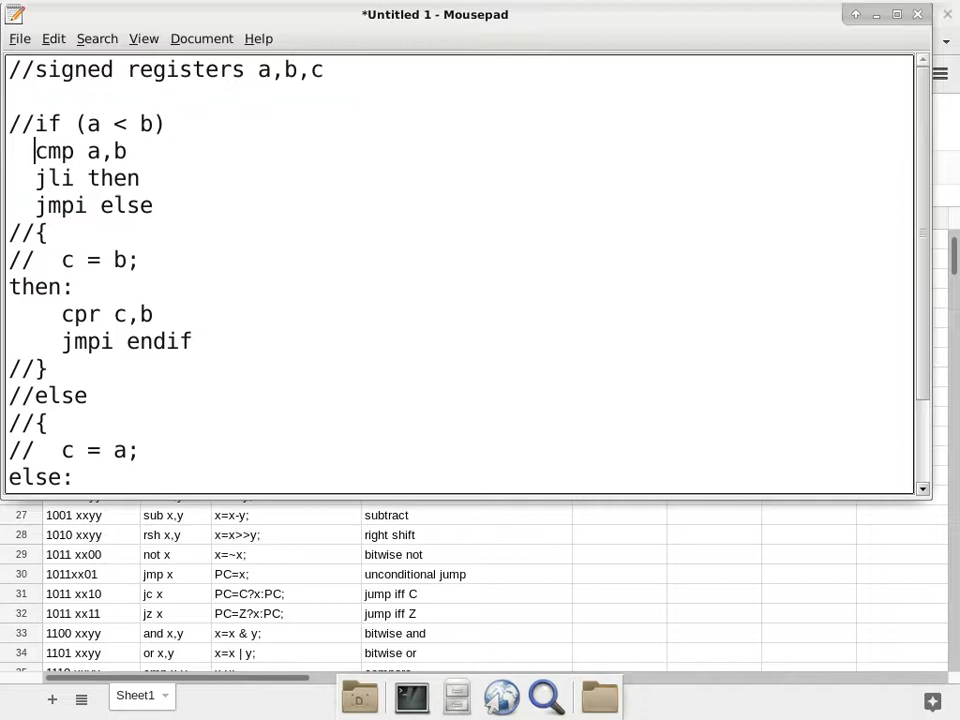 *Untitled 1 - Mousepad
File Edit Search View Document Help
//signed registers a,b,c
//if (a < b)
cmp a,b
jli then
jmpi else
//{
//  c = b;
then:
cpr c,b
jmpi endif
//}
//else
//{
//  c = a;
else:
27 1001 xxyy sub x,y x=x-y; subtract
28 1010 xxyy rsh x,y x=x>>y; right shift
29 1011 xx00 not x x=~x; bitwise not
30 1011xx01 jmp x PC=x; unconditional jump
31 1011 xx10 jc x PC=C?x:PC; jump iff C
32 1011 xx11 jz x PC=Z?x:PC; jump iff Z
33 1100 xxyy and x,y x=x & y; bitwise and
34 1101 xxyy or x,y x=x | y; bitwise or
Sheet1